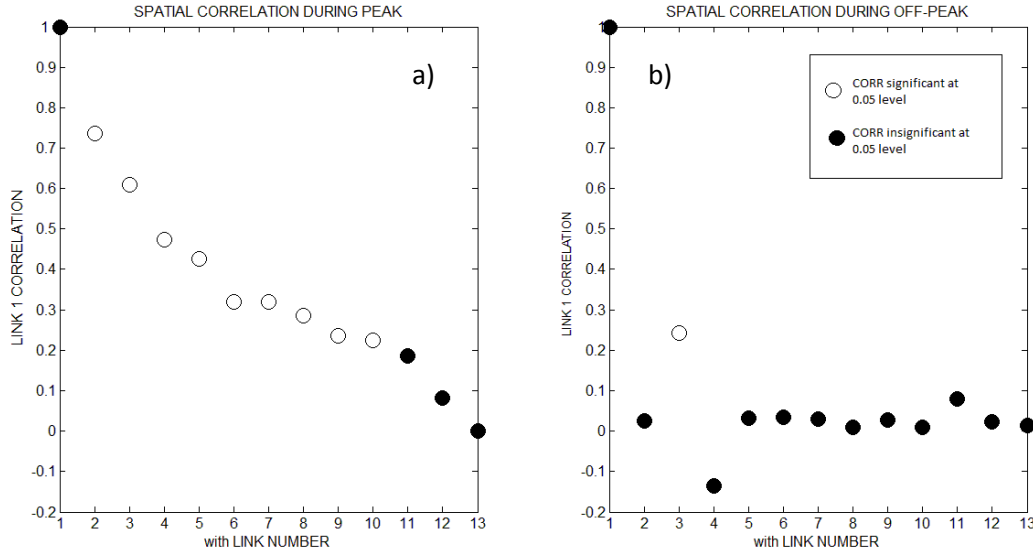 SPATIAL CORRELATION DURING PEAK
a)
LINK 1 CORRELATION
1
0.9
0.8
0.7
0.6
0.5
0.4
0.3
0.2
0.1
0
-0.1
-0.2
1 2 3 4 5 6 7 8 9 10 11 12 13
with LINK NUMBER
SPATIAL CORRELATION DURING OFF-PEAK
b)
CORR significant at
0.05 level
CORR insignificant at
0.05 level
LINK 1 CORRELATION
1
0.9
0.8
0.7
0.6
0.5
0.4
0.3
0.2
0.1
0
-0.1
-0.2
1 2 3 4 5 6 7 8 9 10 11 12 13
with LINK NUMBER